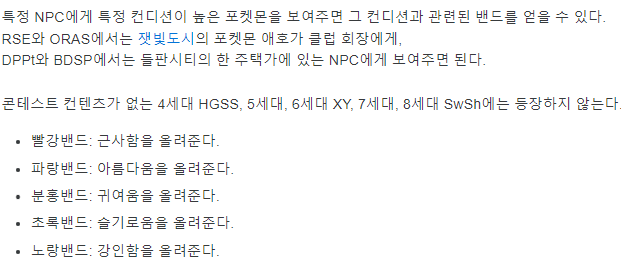 특정 NPC에게 특정 컨디션이 높은 포켓몬을 보여주면 그 컨디션과 관련된 밴드를 얻을 수 있다.
RSE와 ORAS에서는 잿빛도시의 포켓몬 애호가 클럽 회장에게,
DPPt와 BDSP에서는 들판시티의 한 주택가에 있는 NPC에게 보여주면 된다.
콘테스트 컨텐츠가 없는 4세대 HGSS, 5세대, 6세대 XY, 7세대, 8세대 SwSh에는 등장하지 않는다.
• 빨강밴드: 근사함을 올려준다.
• 파랑밴드: 아름다움을 올려준다.
• 분홍밴드: 귀여움을 올려준다.
• 초록밴드: 슬기로움을 올려준다.
• 노랑밴드: 강인함을 올려준다.